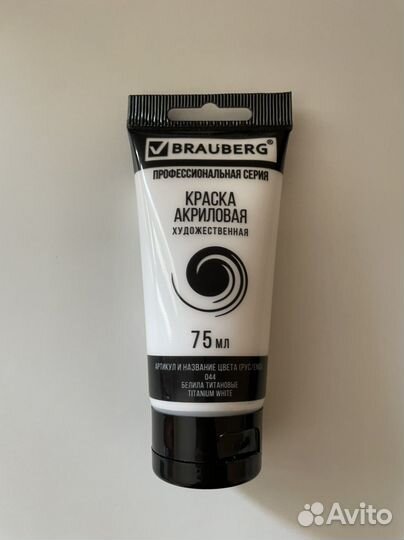 BRAUBERG®
ПРОФЕССИОНАЛЬНАЯ СЕРИЯ
КРАСКА
АКРИЛОВАЯ
ХУДОЖЕСТВЕННАЯ
75 мл
АРТИКУЛ И НАЗВАНИЕ ЦВЕТА (РУС/ENG)
044
БЕЛИЛА ТИТАНОВЫЕ
TITANIUM WHITE
Avito